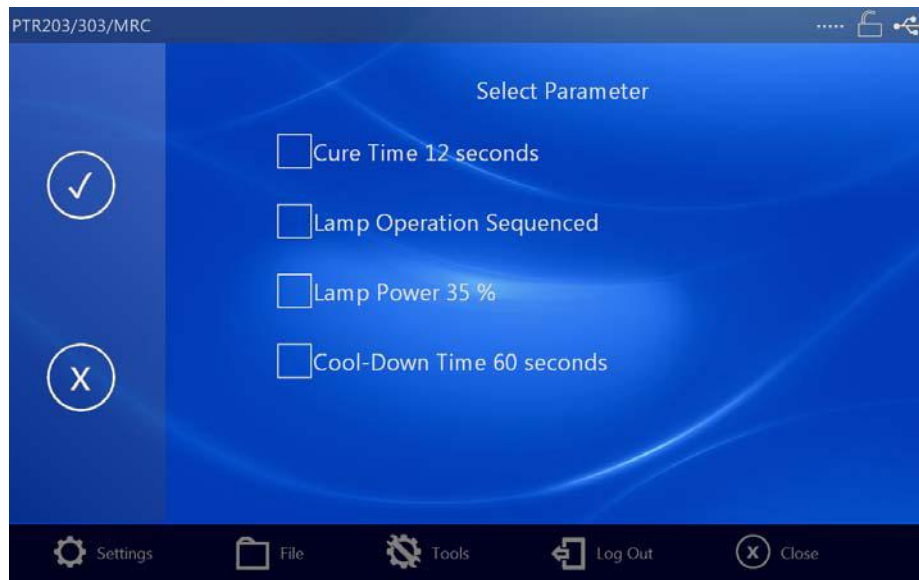 PTR203/303/MRC
Select Parameter
Cure Time 12 seconds
Lamp Operation Sequenced
Lamp Power 35 %
Cool-Down Time 60 seconds
X
Settings File Tools Log Out X Close